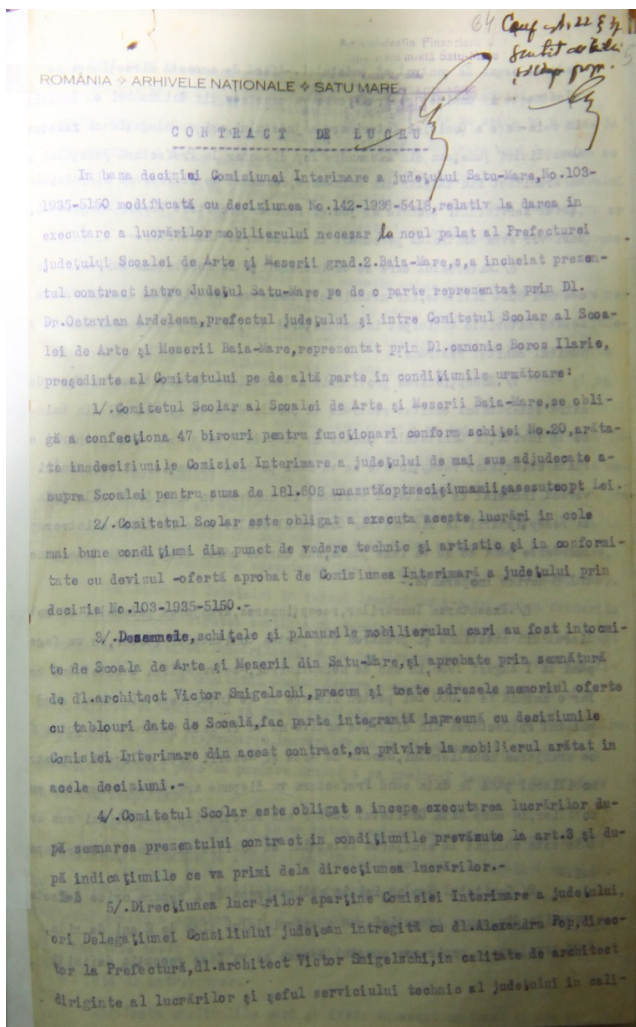 64
ROMÂNIA ❖ ARHIVELE NAȚIONALE ❖ SATU MARE
CONTRACT DE LUCRU
In baza deciziei Comisiunei Interimare a județului Satu-Mare,No.103-
1935-5150 modificată cu decisiunea No.142-1935-5418,relativ la darea in
executare a lucrărilor mobilierului necesar la noul palat al Prefecturei
județului Scoalei de Arte și Meserii grad.2.Baia-Mare,s,a incheiat prezen-
tul contract intre Județul Satu-Mare pe de o parte reprezentat prin Dl.
Dr.Octavian Ardelean,prefectul județului și intre Comitetul Scolar al Scoa-
lei de Arte și Meserii Baia-Mare,reprezentat prin Dl.canonic Boros Ilarie,
președinte al Comitetului pe de altă parte in condițiunile următoare:
1/.Comitetul Scolar al Scoalei de Arte și Meserii Baia-Mare,se obli-
gă a confecționa 47 birouri pentru funcționari conform schiței No.20,arăta-
te in decisiunile Comisiei Interimare a județului de mai sus adjudecate a-
supra Scoalei pentru suma de 181.608 unasutăoptzecișiunamiișasesuteopt Lei.
2/.Comitetul Scolar este obligat a executa aceste lucrări in cele
mai bune condițiuni din punct de vedere technic și artistic și in conformi-
tate cu devizul -ofertă aprobat de Comisiunea Interimară a județului prin
decizia No.103-1935-5150.-
3/.Desemnele,schițele și planurile mobilierului cari au fost intocmi-
te de Scoala de Arte și Meserii din Satu-Mare,și aprobate prin semnătură
de dl.architect Victor Smigelschi,precum și toate adresele memoriul oferte
cu tablouri date de Scoală,fac parte integrantă impreună cu decisiunile
Comisiei Interimare din acest contract,cu privire la mobilierul arătat in
acele decisiuni.-
4/.Comitetul Scolar este obligat a incepe executarea lucrărilor du-
pă semnarea prezentului contract in condițiunile prevăzute la art.3 și du-
pă indicațiunile ce va primi dela direcțiunea lucrărilor.-
5/.Direcțiunea lucrărilor aparține Comisiei Interimare a județului,
ori Delegațiunei Consiliului județean intregită cu dl.Alexandru Pop,direc-
tor la Prefectură,dl.architect Victor Smigelschi,in calitate de architect
diriginte al lucrărilor și șeful serviciului technic al județului in cali-